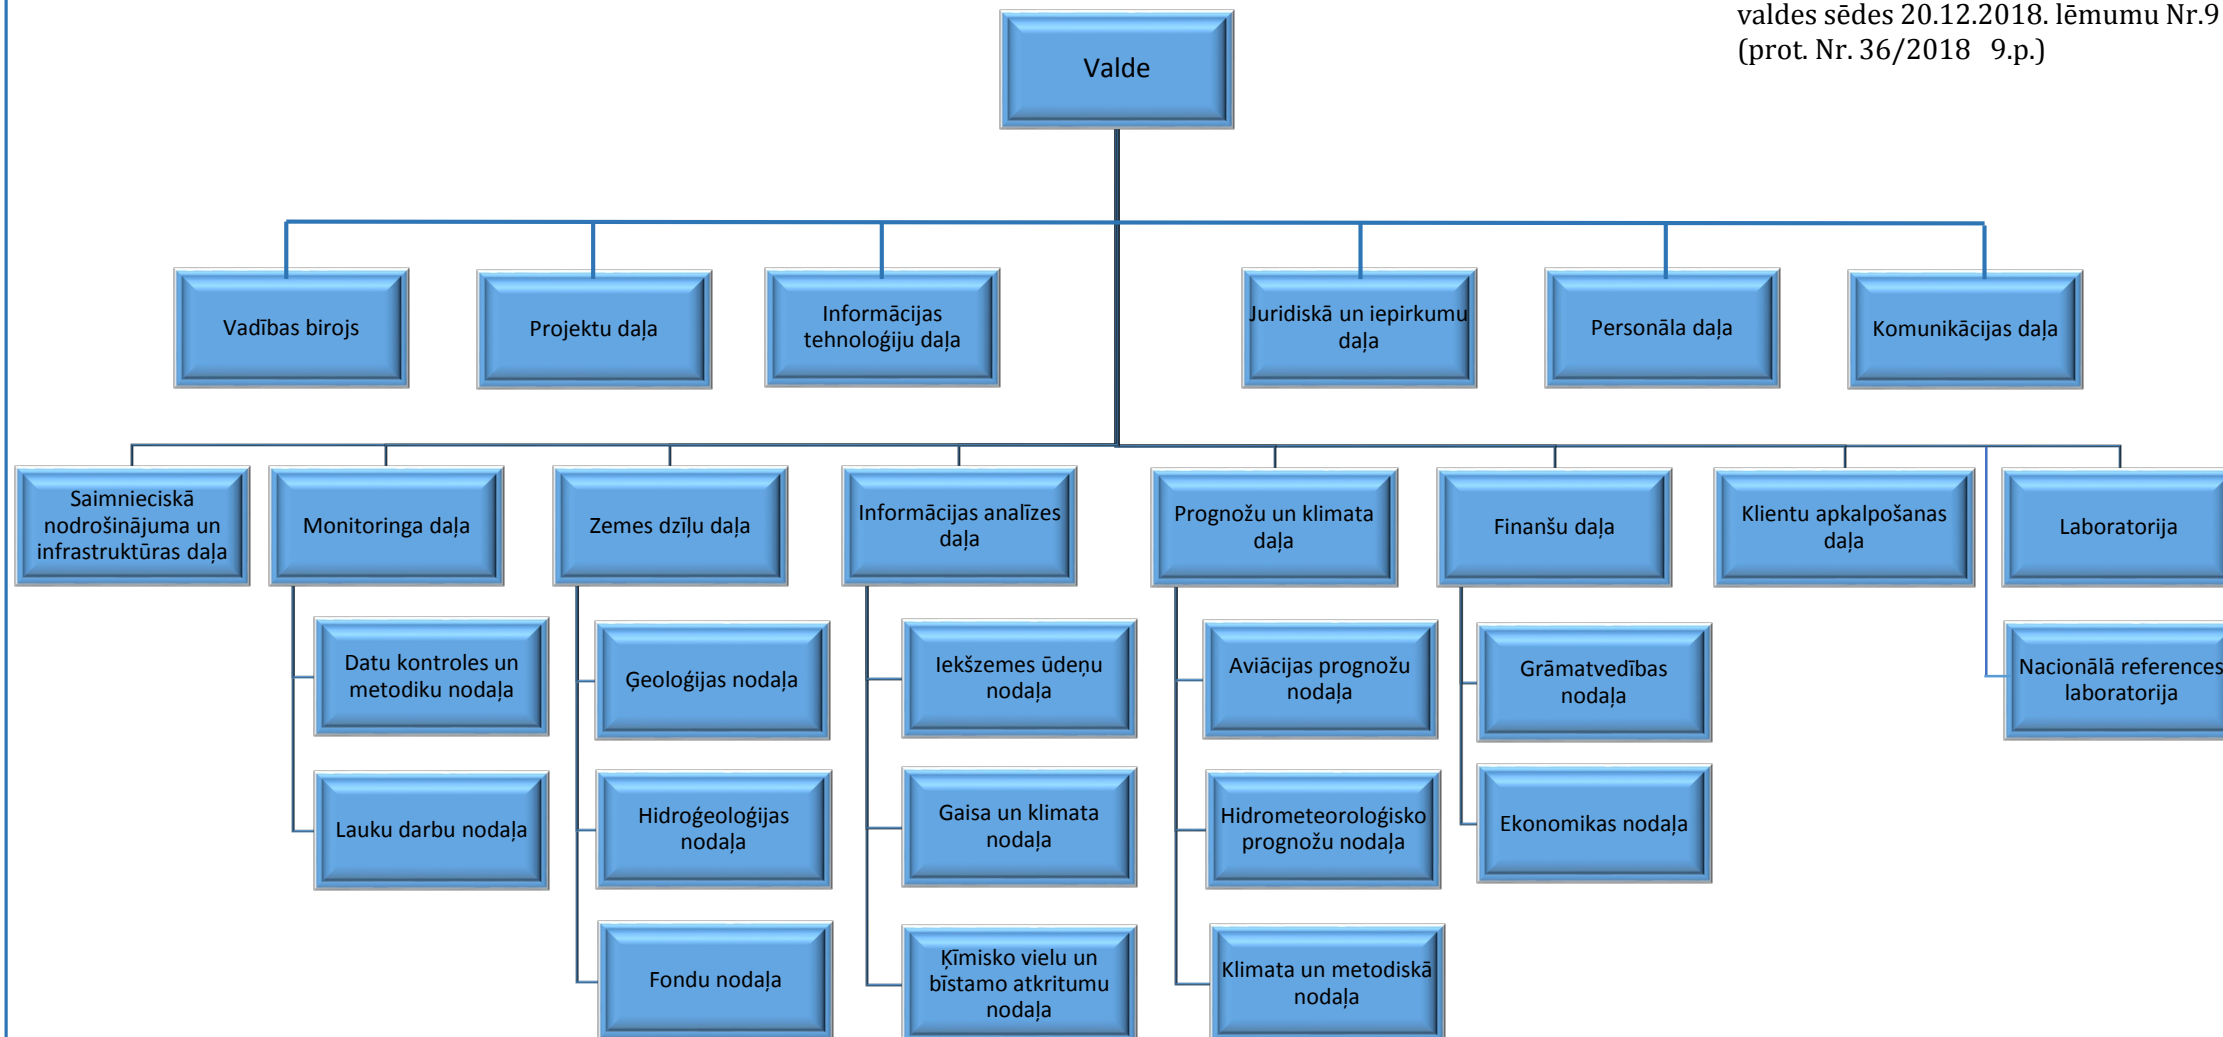 valdes sēdes 20.12.2018. lēmumu Nr.9
(prot. Nr. 36/2018   9.p.)
Valde
Vadības birojs
Projektu daļa
Informācijas
tehnoloģiju daļa
Juridiskā un iepirkumu
daļa
Personāla daļa
Komunikācijas daļa
Saimnieciskā
nodrošinājuma un
infrastruktūras daļa
Monitoringa daļa
Zemes dzīļu daļa
Informācijas analīzes
daļa
Prognožu un klimata
daļa
Finanšu daļa
Klientu apkalpošanas
daļa
Laboratorija
Datu kontroles un
metodiku nodaļa
Ģeoloģijas nodaļa
Iekšzemes ūdeņu
nodaļa
Aviācijas prognožu
nodaļa
Grāmatvedības
nodaļa
Nacionālā references
laboratorija
Lauku darbu nodaļa
Hidroģeoloģijas
nodaļa
Gaisa un klimata
nodaļa
Hidrometeoroloģisko
prognožu nodaļa
Ekonomikas nodaļa
Fondu nodaļa
Ķīmisko vielu un
bīstamo atkritumu
nodaļa
Klimata un metodiskā
nodaļa